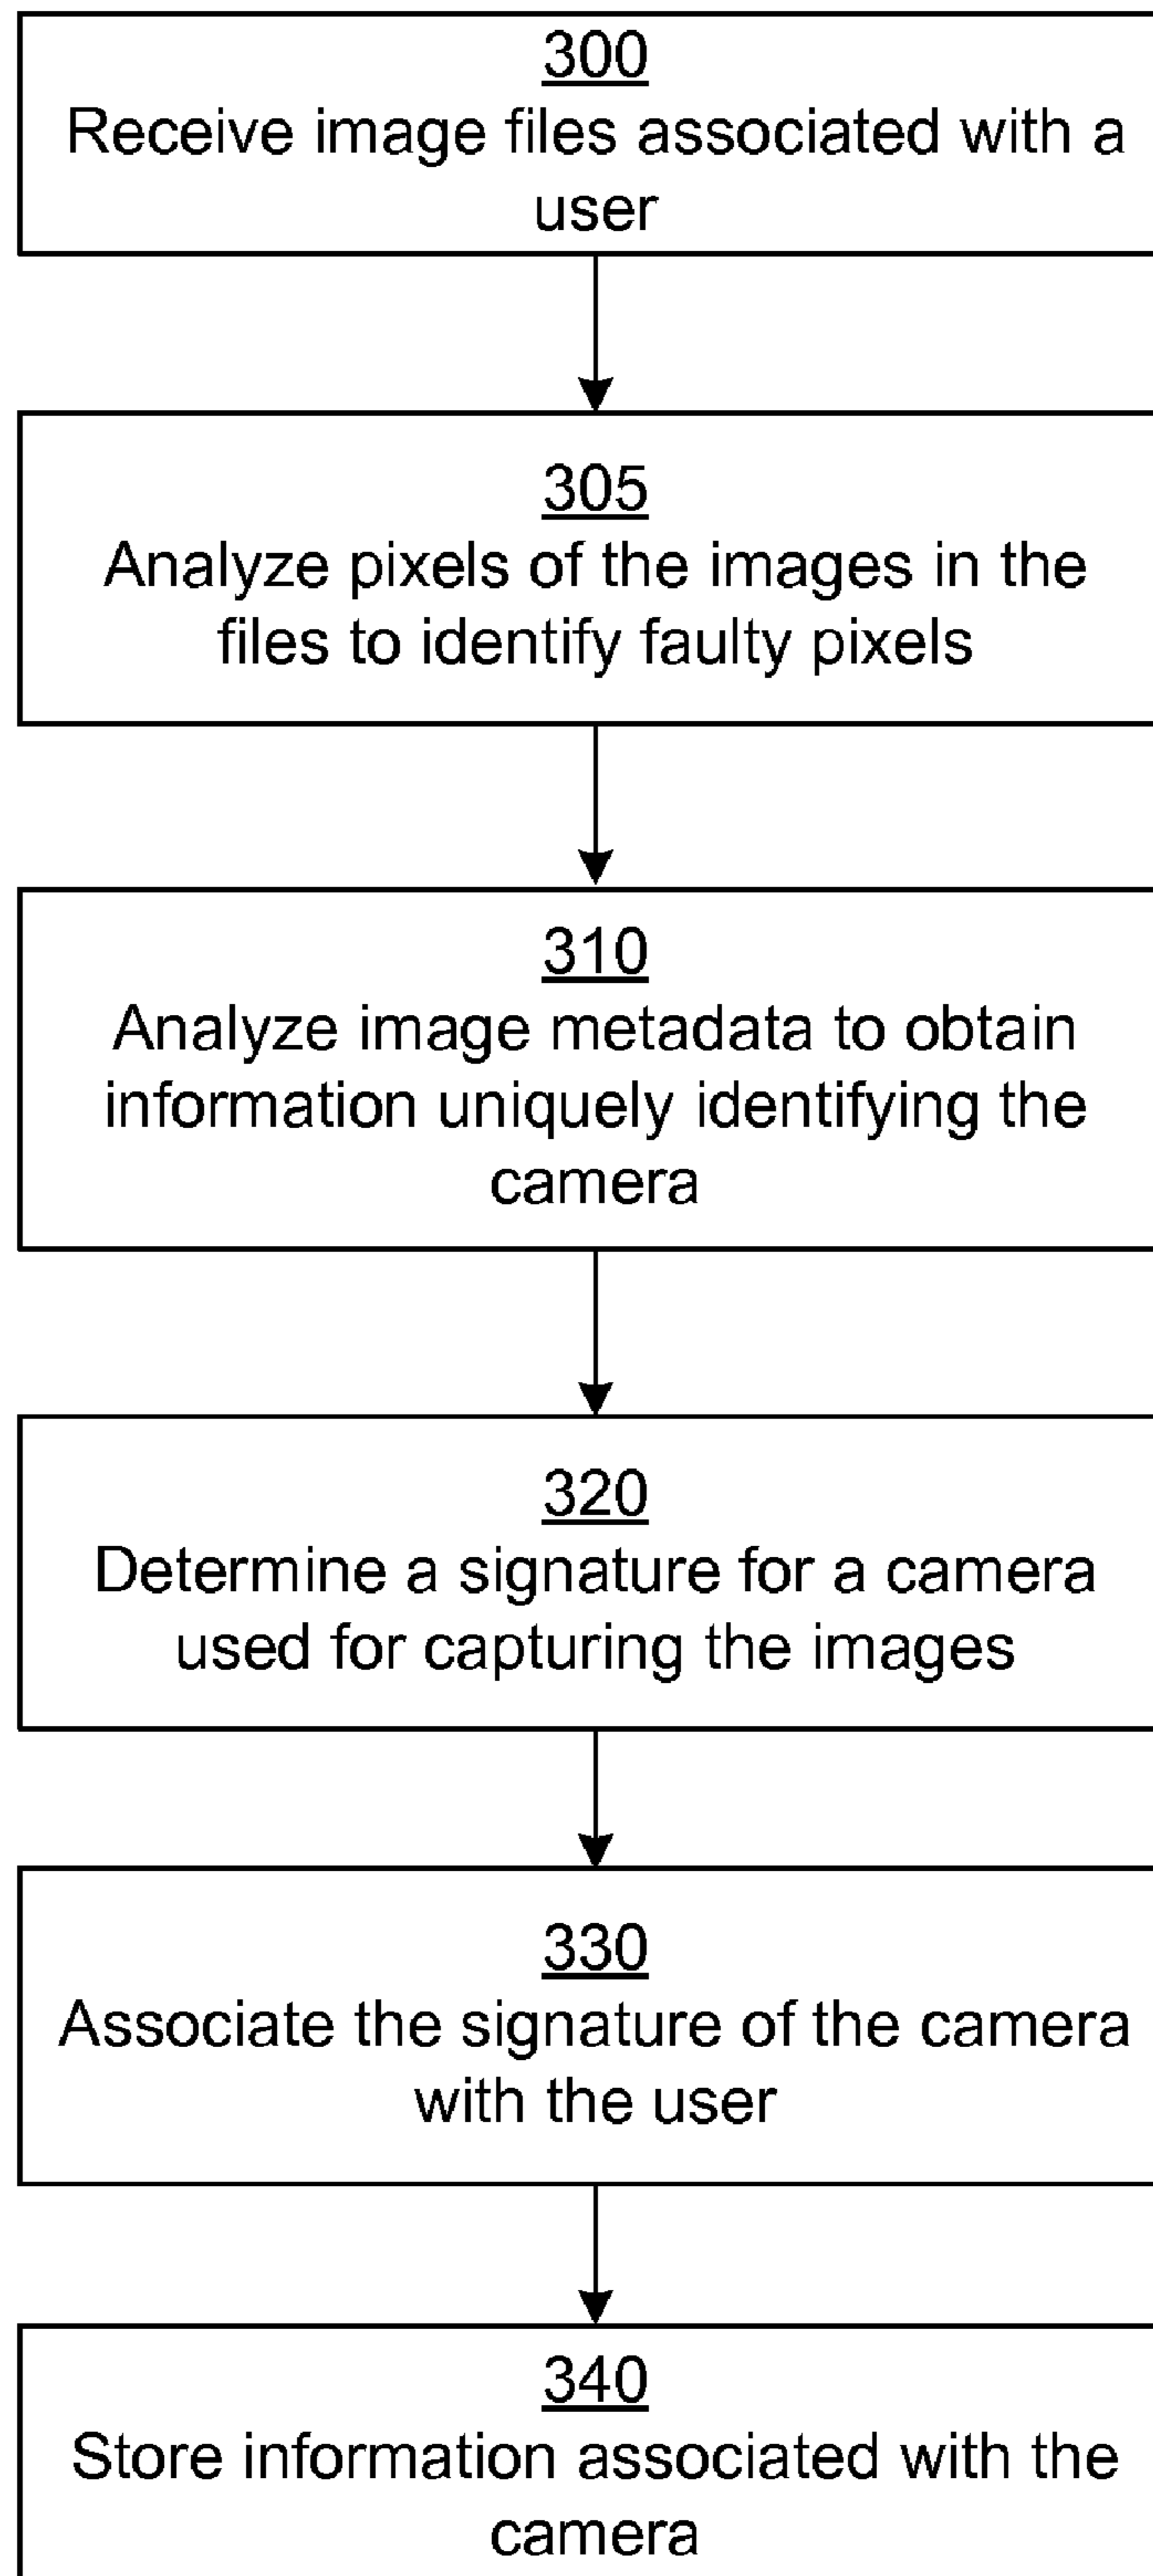 300
Receive image files associated with a
user
305
Analyze pixels of the images in the
files to identify faulty pixels
310
Analyze image metadata to obtain
information uniquely identifying the
camera
320
Determine a signature for a camera
used for capturing the images
330
Associate the signature of the camera
with the user
340
Store information associated with the
camera